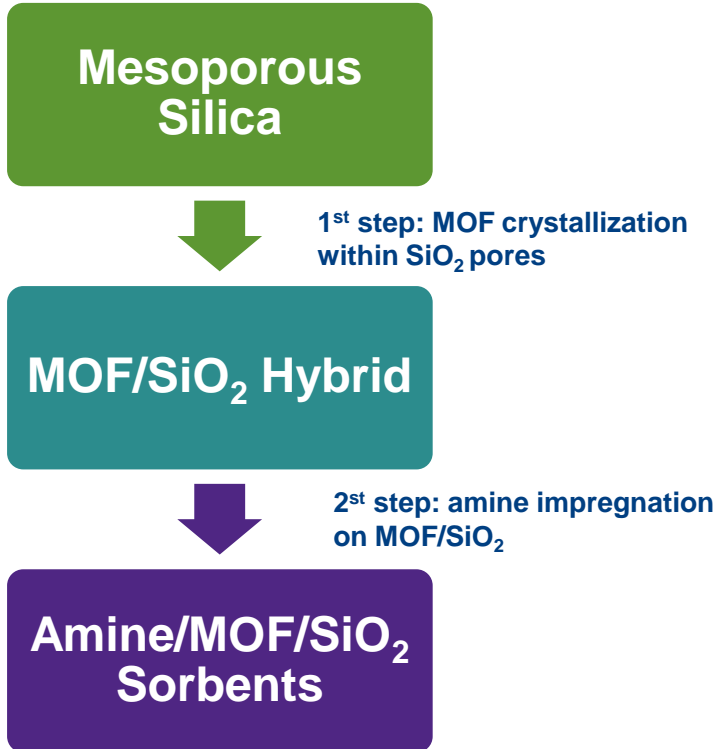 Mesoporous
Silica
1st step: MOF crystallization
within SiO2 pores
MOF/SiO2 Hybrid
2st step: amine impregnation
on MOF/SiO2
Amine/MOF/SiO2
Sorbents